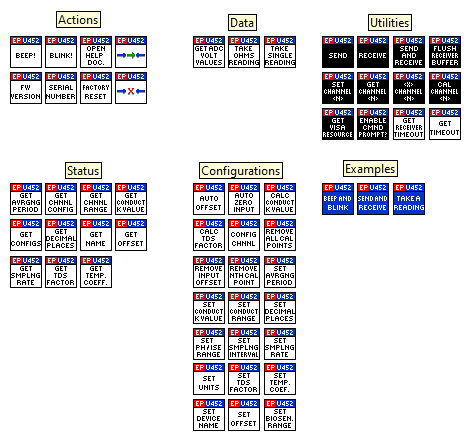 Actions
EP U452
BEEP!
EP U452
BLINK!
EP U452
OPEN
HELP
DOC.
EP U452
EP U452
FW
VERSION
EP U452
SERIAL
NUMBER
EP U452
FACTORY
RESET
EP U452
Data
EP U452
GET ADC
VOLT
VALUES
EP U452
TAKE
OHMS
READING
EP U452
TAKE
SINGLE
READING
Utilities
EP U452
SEND
EP U452
RECEIVE
EP U452
SEND
AND
RECEIVE
EP U452
FLUSH
RECEIVER
BUFFER
EP U452
SET
CHANNEL
<N>
EP U452
GET
CHANNEL
<N>
EP U452
<X>
CHANNEL
<N>
EP U452
CAL
CHANNEL
<N>
EP U452
GET
VISA
RESOURCE
EP U452
ENABLE
CMND
PROMPT?
EP U452
GET
RECEIVER
TIMEOUT
EP U452
GET
TIMEOUT
Status
EP U452
GET
AVRGNG
PERIOD
EP U452
GET
CHNNL
CONFIG
EP U452
GET
CHNNL
RANGE
EP U452
GET
CONDUCT
K VALUE
EP U452
GET
CONFIGS
EP U452
GET
DECIMAL
PLACES
EP U452
GET
NAME
EP U452
GET
OFFSET
EP U452
GET
SMPLNG
RATE
EP U452
GET
TDS
FACTOR
EP U452
GET
TEMP.
COEFF.
Configurations
EP U452
AUTO
OFFSET
EP U452
AUTO
ZERO
INPUT
EP U452
CALC
CONDUCT
K VALUE
EP U452
CALC
TDS
FACTOR
EP U452
CONFIG
CHNNL
EP U452
REMOVE
ALL CAL
POINTS
EP U452
REMOVE
INPUT
OFFSET
EP U452
REMOVE
NTH CAL
POINT
EP U452
SET
AVRGNG
PERIOD
EP U452
SET
CONDUCT
K VALUE
EP U452
SET
CONDUCT
RANGE
EP U452
SET
DECIMAL
PLACES
EP U452
SET
PH / ISE
RANGE
EP U452
SET
SMPLNG
INTERVAL
EP U452
SET
SMPLNG
RATE
EP U452
SET
UNITS
EP U452
SET
TDS
FACTOR
EP U452
SET
TEMP.
COEF.
EP U452
SET
DEVICE
NAME
EP U452
SET
OFFSET
EP U452
SET
BIOSEN.
RANGE
Examples
EP U452
BEEP AND
BLINK
EP U452
SEND AND
RECEIVE
EP U452
TAKE A
READING